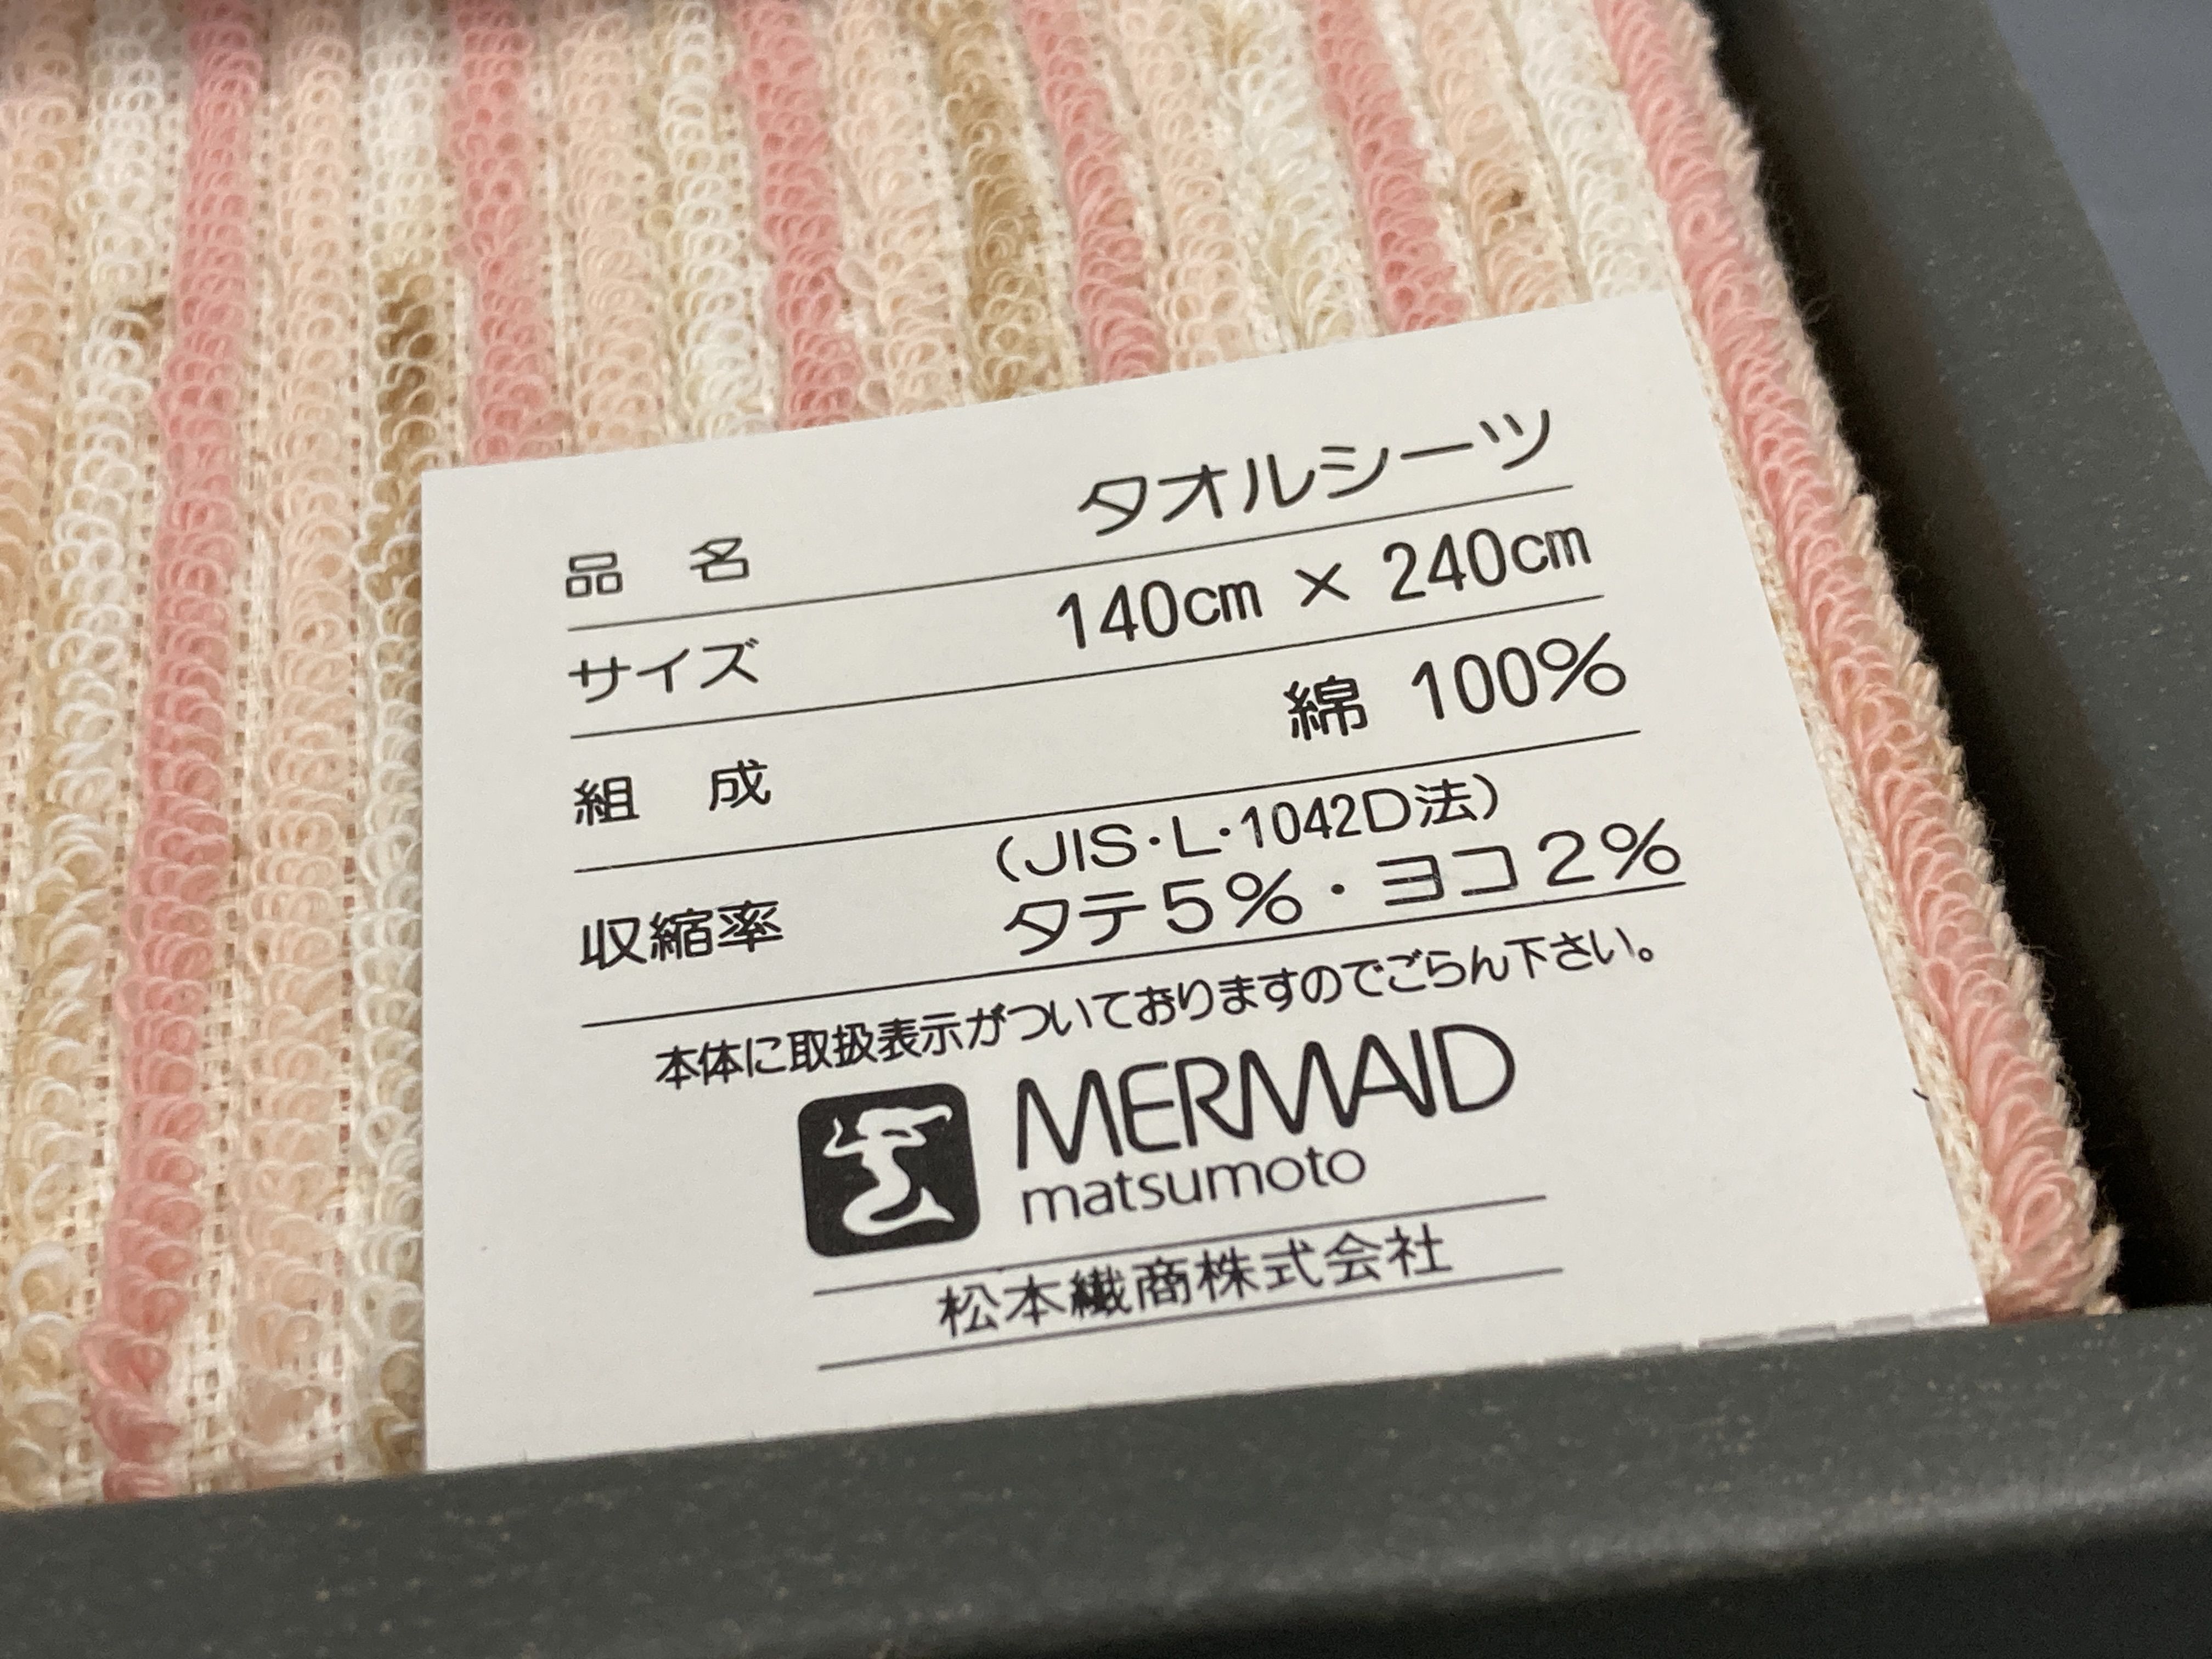 品 名 タオルシーツ
サイズ 140cm × 240cm
組 成 綿 100%
(JIS・L・1042D法)
収縮率 タテ5%・ヨコ2%
本体に取扱表示がついておりますのでごらん下さい。
MERMAID
matsumoto
松本繊商株式会社